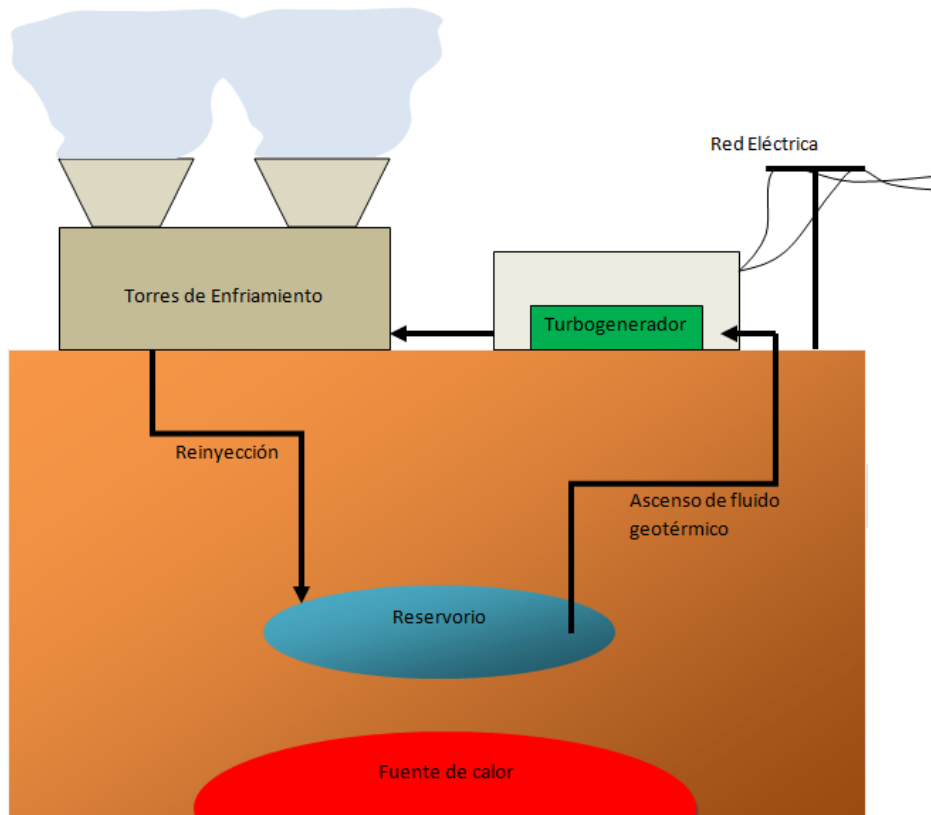 Red Eléctrica
Torres de Enfriamiento
Turbogenerador
Reinyección
Ascenso de fluido
geotérmico
Reservorio
Fuente de calor